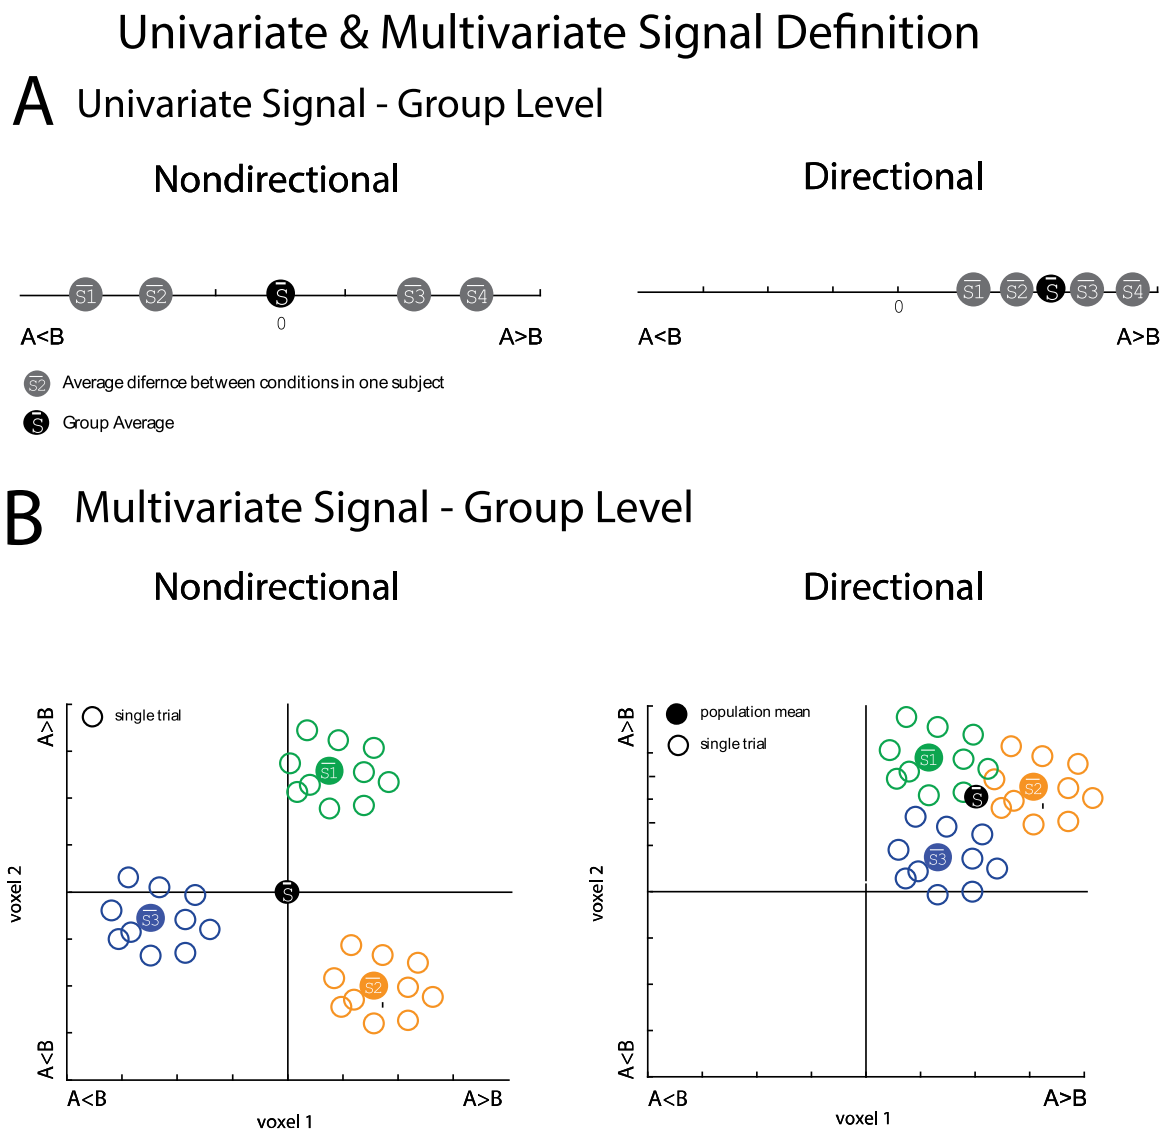 Univariate & Multivariate Signal Definition
A Univariate Signal - Group Level
Nondirectional
Directional
S1 S2 S S3 S4
0
A<B A>B
S1 S2 S S3 S4
0
A<B A>B
S2 Average difernce between conditions in one subject
S Group Average
B Multivariate Signal - Group Level
Nondirectional
Directional
single trial
A>B
voxel 2
A<B
S1
S
S3
S2
A<B A>B
voxel 1
population mean
single trial
A>B
voxel 2
A<B
S1
S2
S
S3
A<B A>B
voxel 1